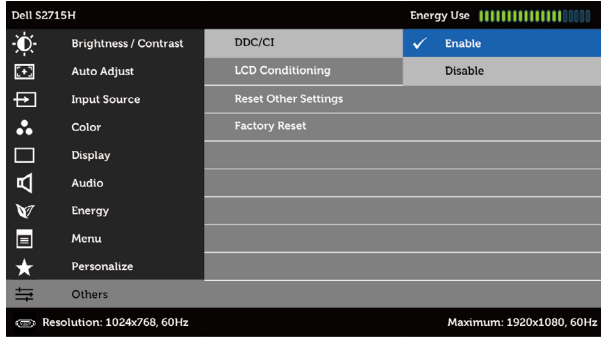 Dell S2715H Energy Use
Brightness / Contrast DDC/CI Enable
Auto Adjust LCD Conditioning Disable
Input Source Reset Other Settings
Color Factory Reset
Display
Audio
Energy
Menu
Personalize
Others
Resolution: 1024x768, 60Hz Maximum: 1920x1080, 60Hz